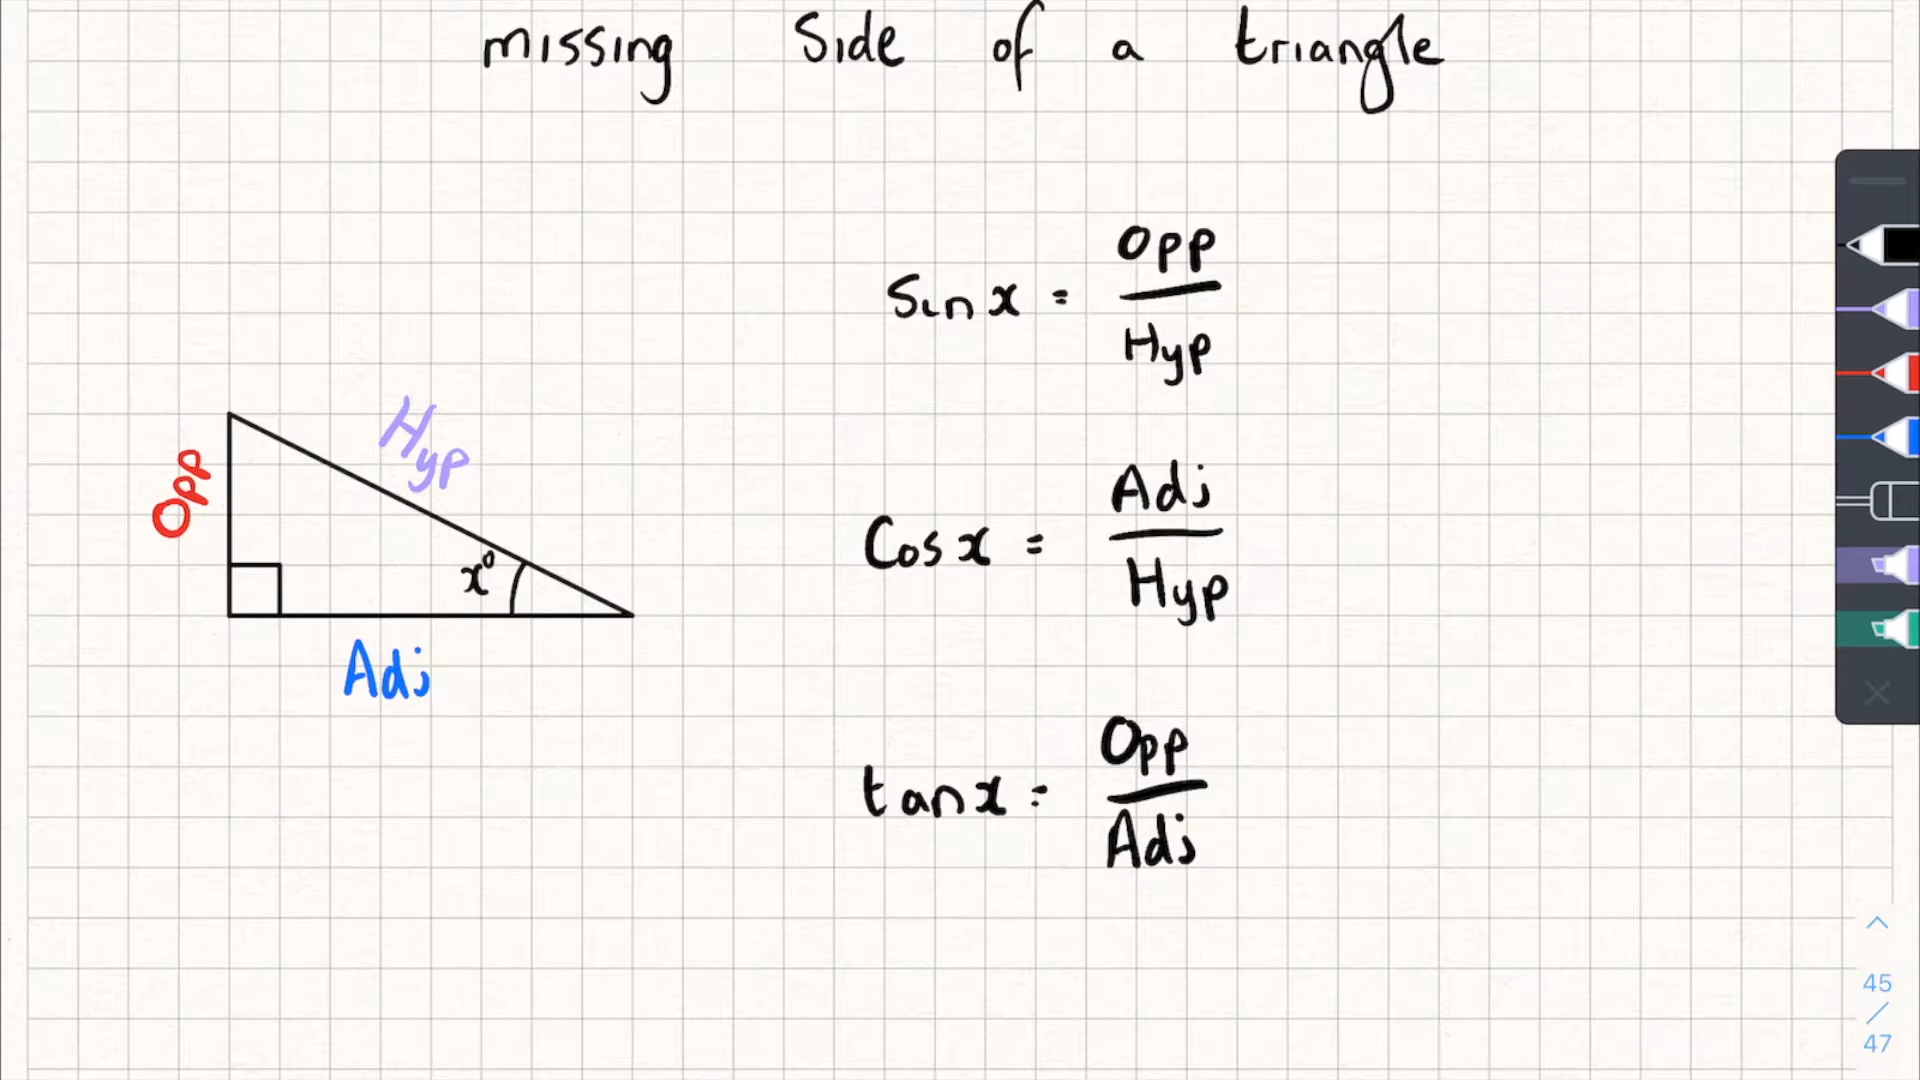 missing side of a triangle
Sin x = Opp
Hyp
Hyp
Opp
x°
Cos x = Adj
Hyp
Adj
tan x = Opp
Adj
45
/
47